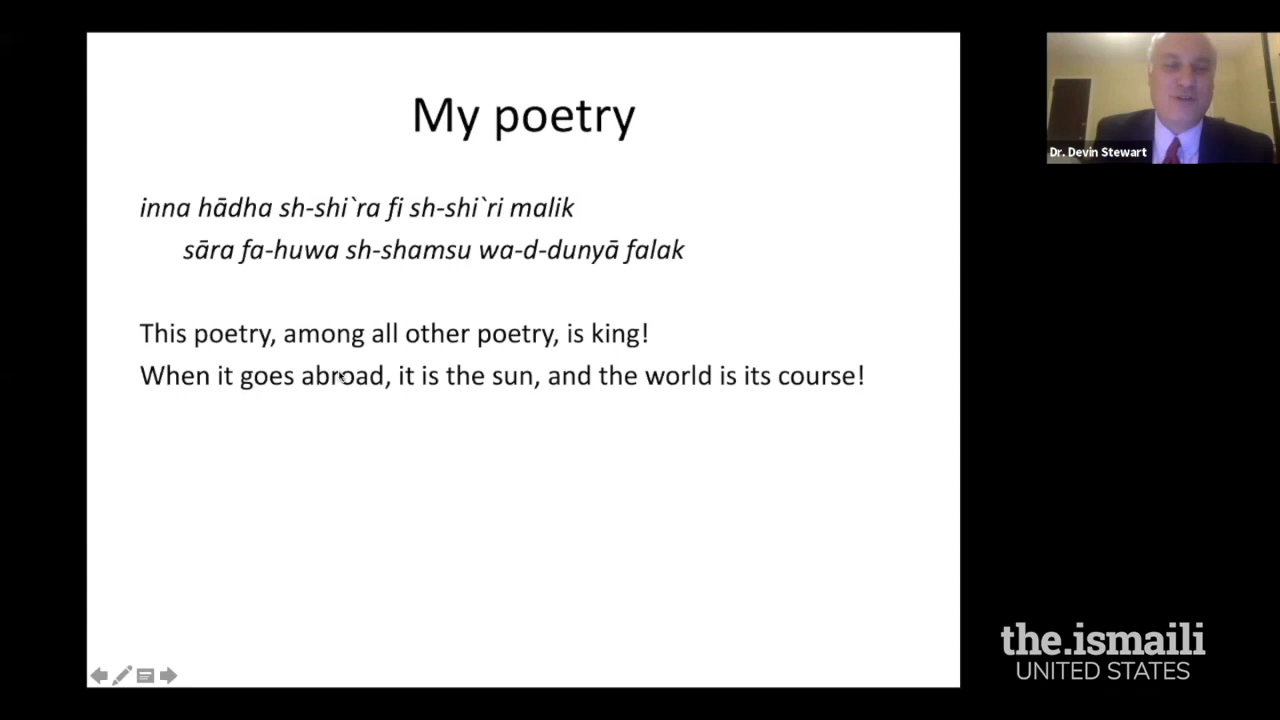 My poetry
inna hādha sh-shi`ra fi sh-shi`ri malik
sāra fa-huwa sh-shamsu wa-d-dunyā falak
This poetry, among all other poetry, is king!
When it goes abroad, it is the sun, and the world is its course!
Dr. Devin Stewart
the.ismaili
UNITED STATES